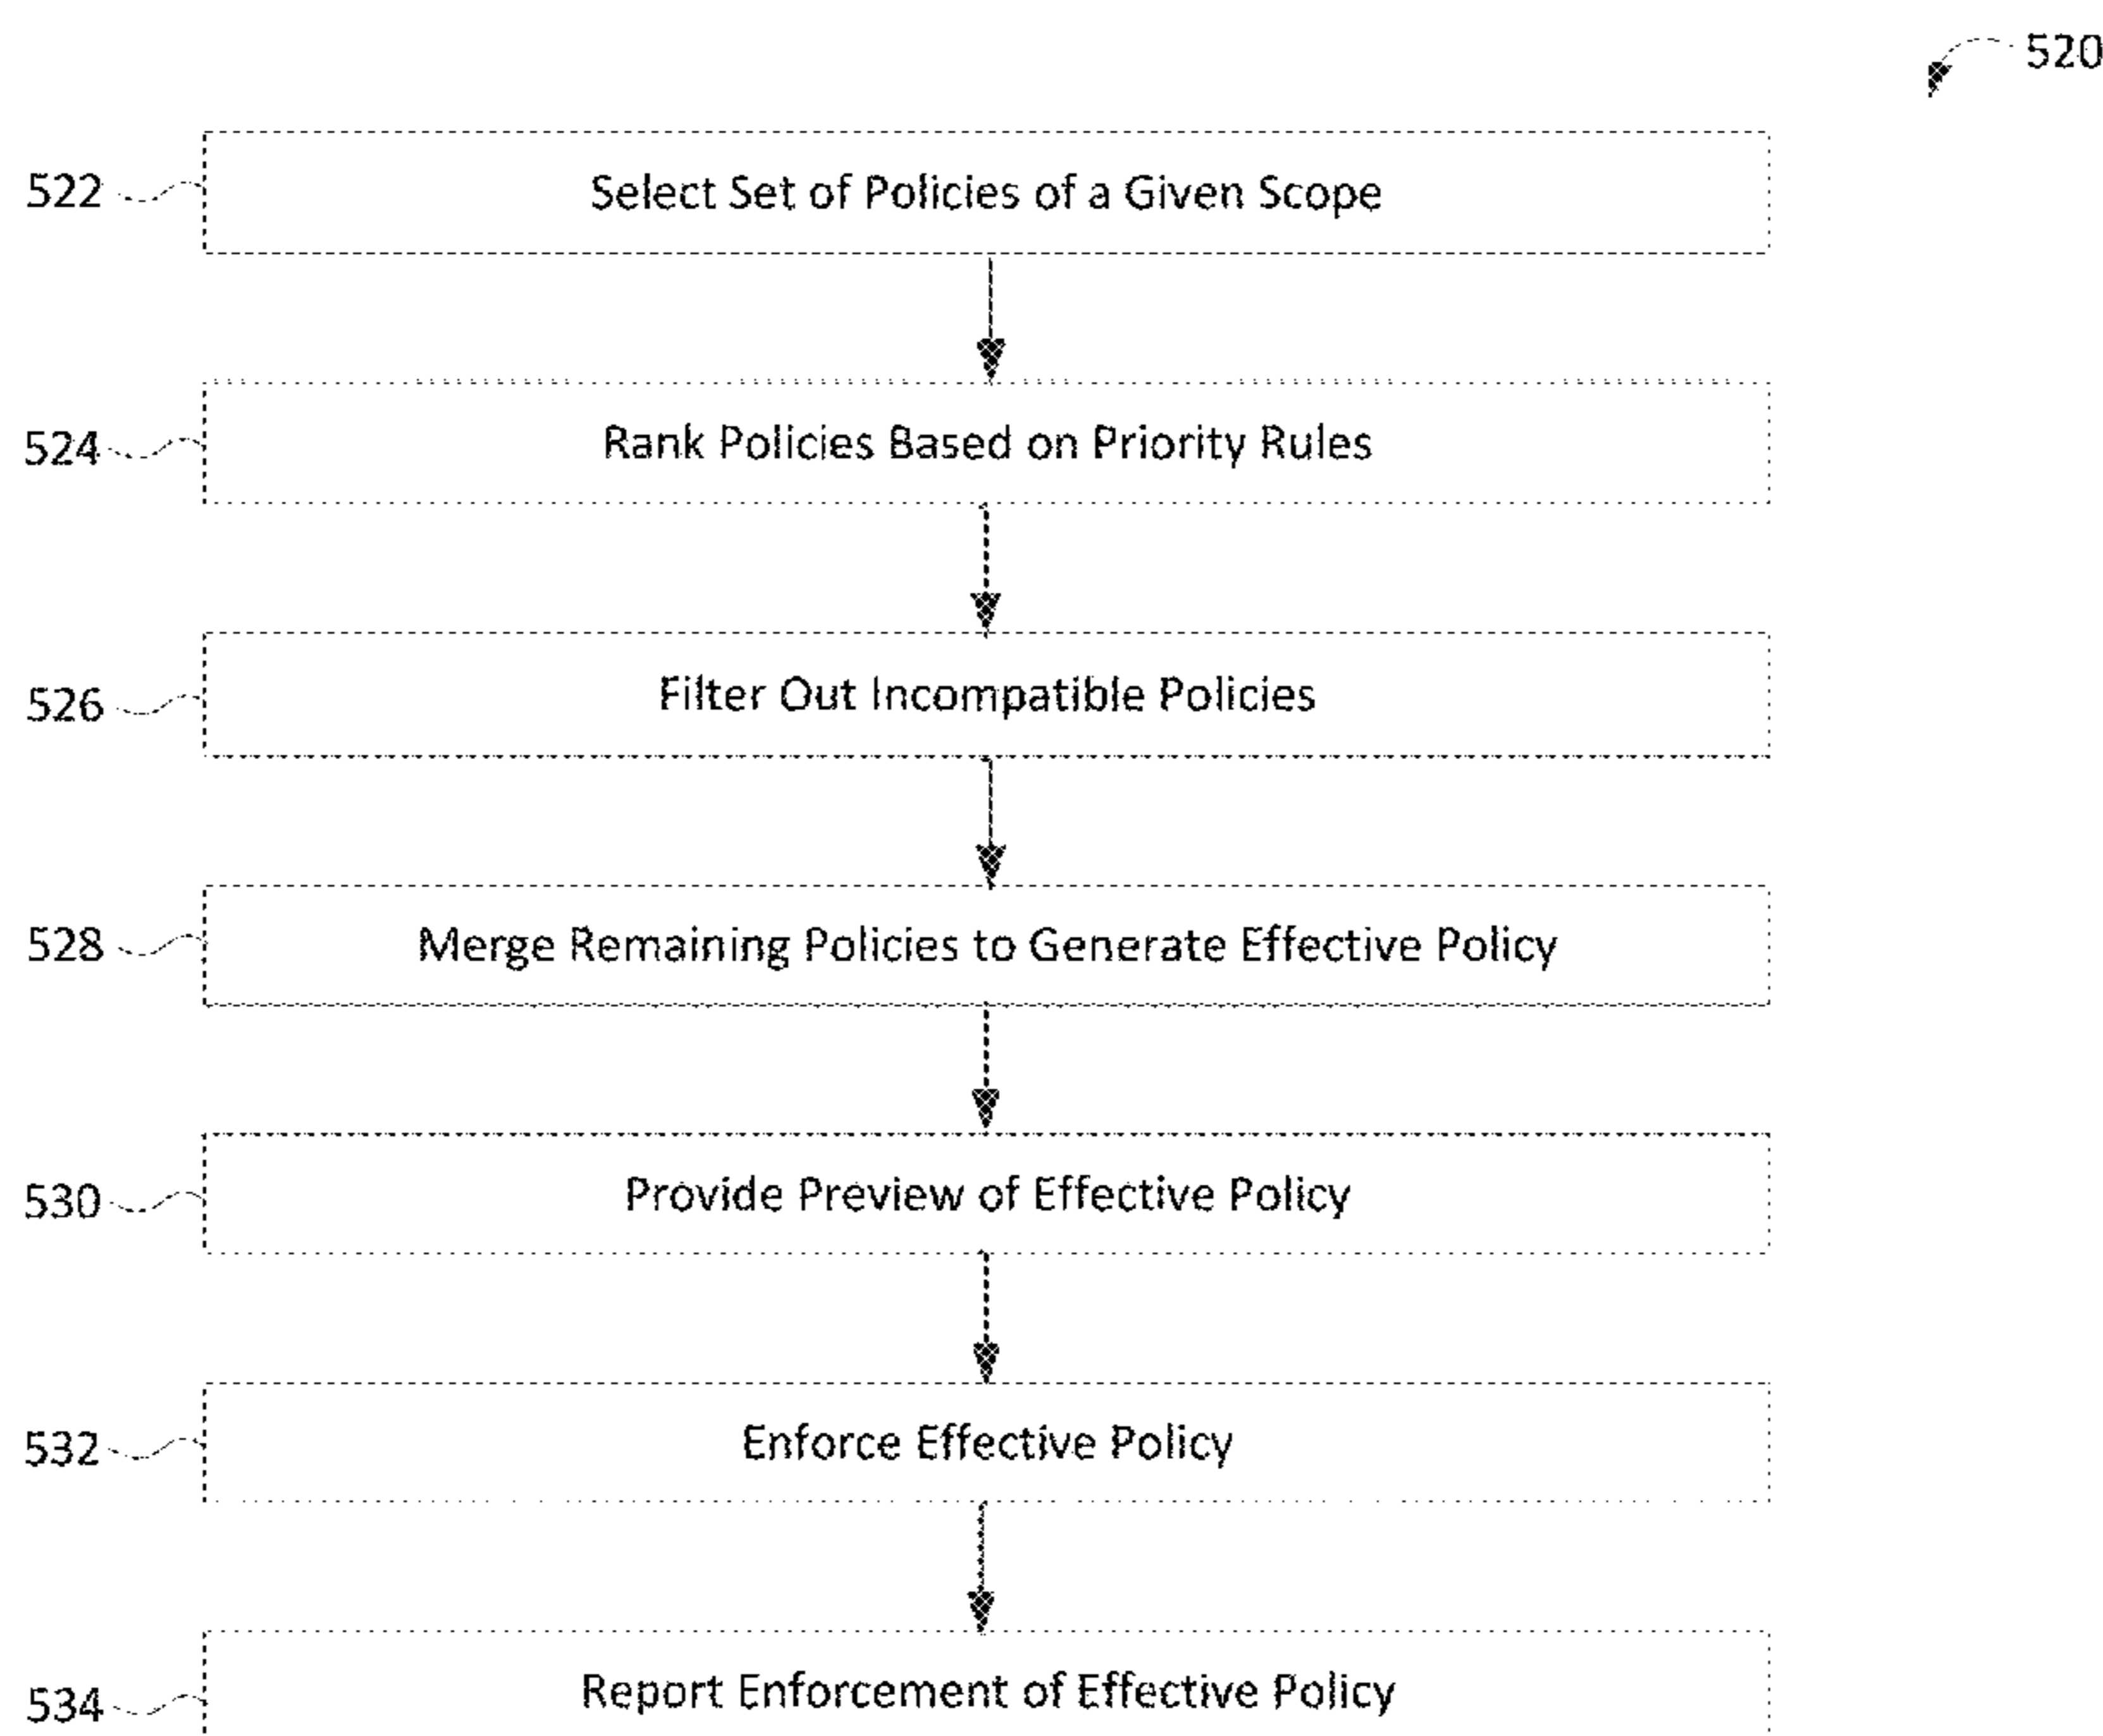 520
522 Select Set of Policies of a Given Scope
524 Rank Policies Based on Priority Rules
526 Filter Out Incompatible Policies
528 Merge Remaining Policies to Generate Effective Policy
530 Provide Preview of Effective Policy
532 Enforce Effective Policy
534 Report Enforcement of Effective Policy